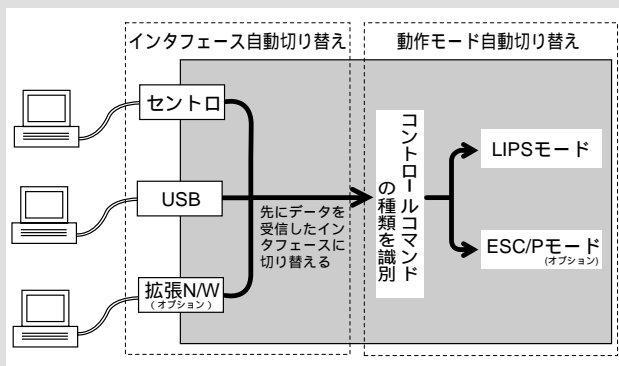 インタフェース自動切り替え
動作モード自動切り替え
セントロ
USB
拡張N/W
(オプション)
先にデータを
受信したイン
タフェースに
切り替える
コントロールコマンド
の種類を識別
LIPSモード
ESC/Pモード
(オプション)